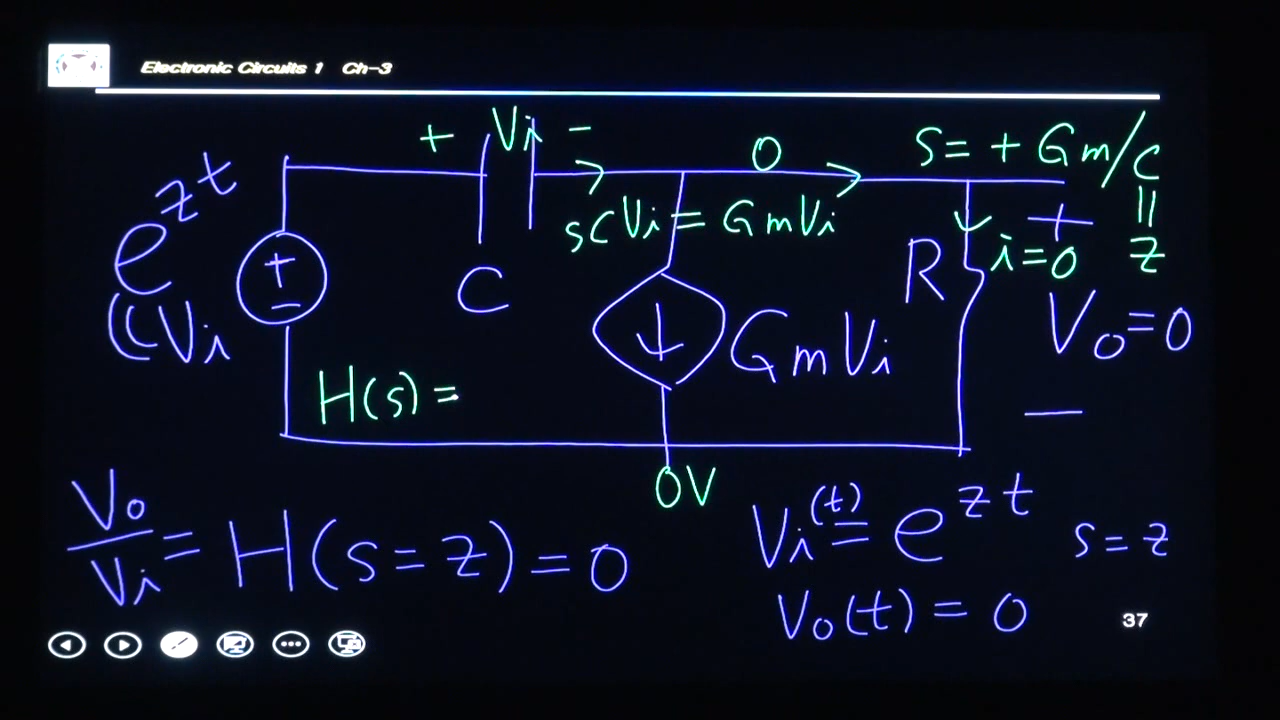 Electronic Circuits 1 Ch-3
+ Vi -
0
S= + Gm/C
e^zt
sCVi = GmVi
+
=
z
i=0
+
-
C
R
Vi
GmVi
Vo=0
H(s) =
-
0V
Vo/Vi = H(s=z)=0
Vi(t) = e^zt s=z
Vo(t) = 0
37